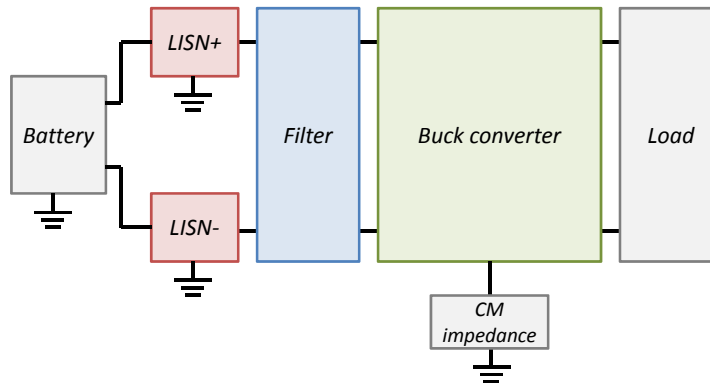 LISN+
Battery
Filter
Buck converter
Load
LISN-
CM
impedance